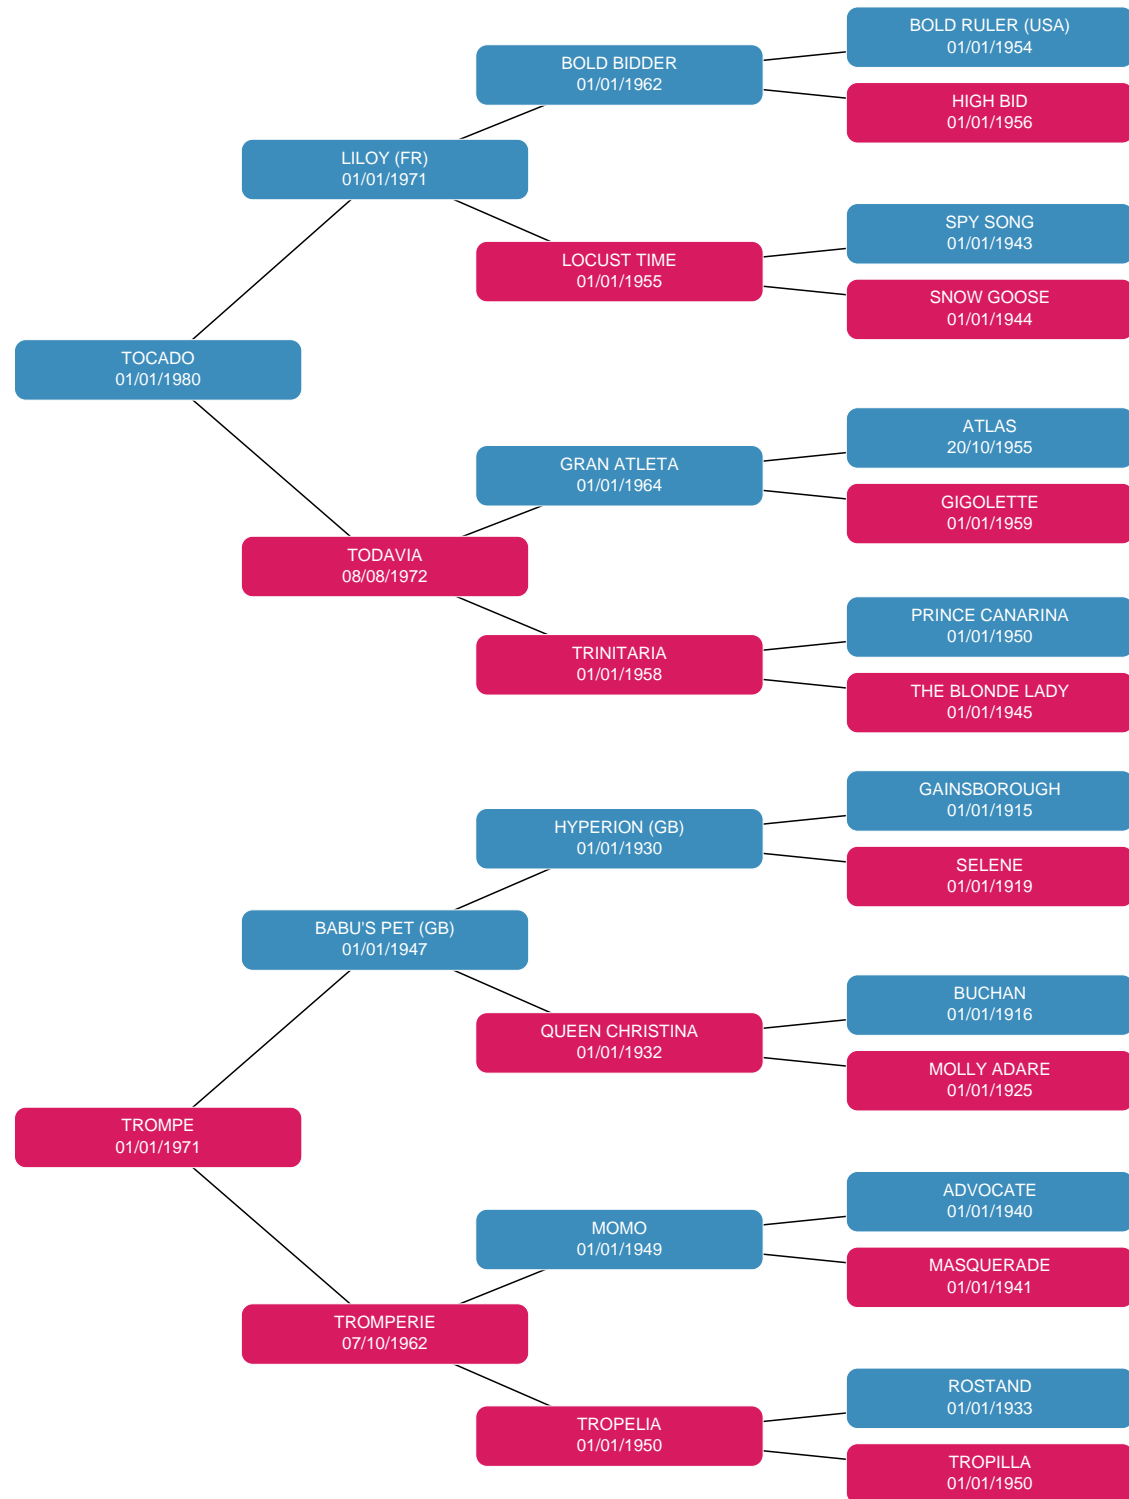 BOLD RULER (USA)
01/01/1954
BOLD BIDDER
01/01/1962
HIGH BID
01/01/1956
LILOY (FR)
01/01/1971
SPY SONG
01/01/1943
LOCUST TIME
01/01/1955
SNOW GOOSE
01/01/1944
TOCADO
01/01/1980
ATLAS
20/10/1955
GRAN ATLETA
01/01/1964
GIGOLETTE
01/01/1959
TODAVIA
08/08/1972
PRINCE CANARINA
01/01/1950
TRINITARIA
01/01/1958
THE BLONDE LADY
01/01/1945
GAINSBOROUGH
01/01/1915
HYPERION (GB)
01/01/1930
SELENE
01/01/1919
BABU'S PET (GB)
01/01/1947
BUCHAN
01/01/1916
QUEEN CHRISTINA
01/01/1932
MOLLY ADARE
01/01/1925
TROMPE
01/01/1971
ADVOCATE
01/01/1940
MOMO
01/01/1949
MASQUERADE
01/01/1941
TROMPERIE
07/10/1962
ROSTAND
01/01/1933
TROPELIA
01/01/1950
TROPILLA
01/01/1950